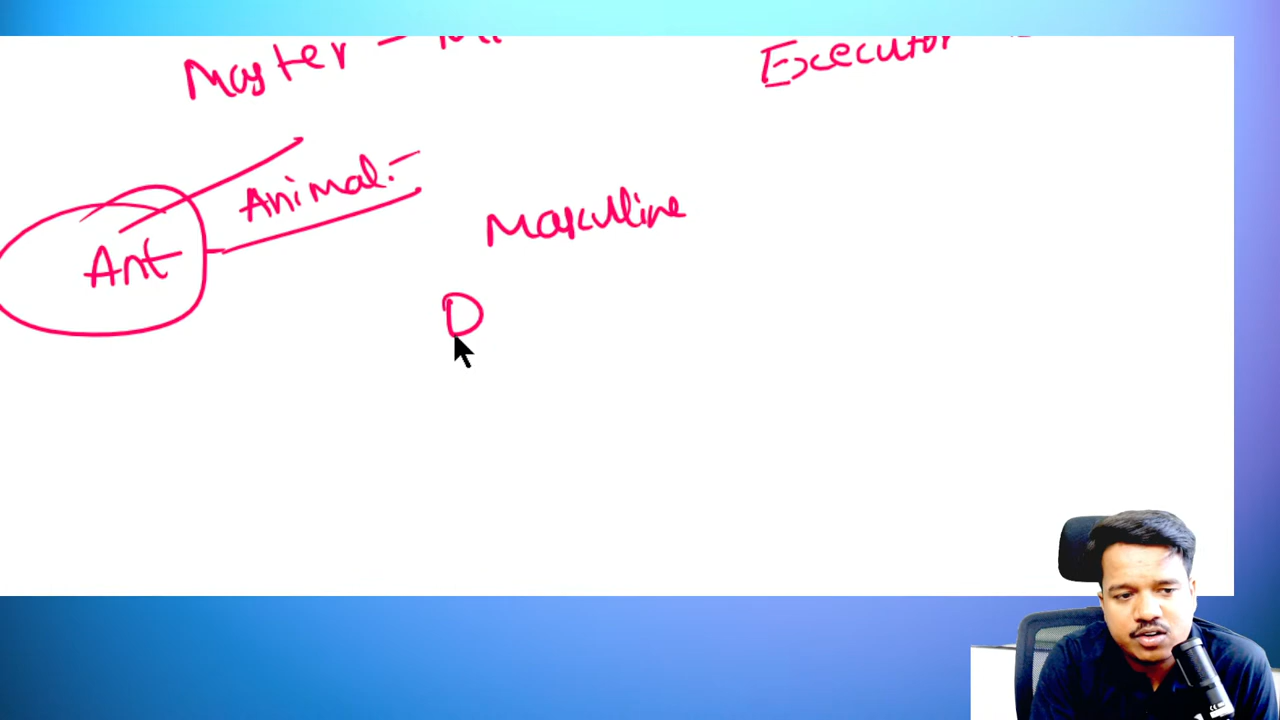 Master -
Executor
Animal:-
Ant
Masculine
D